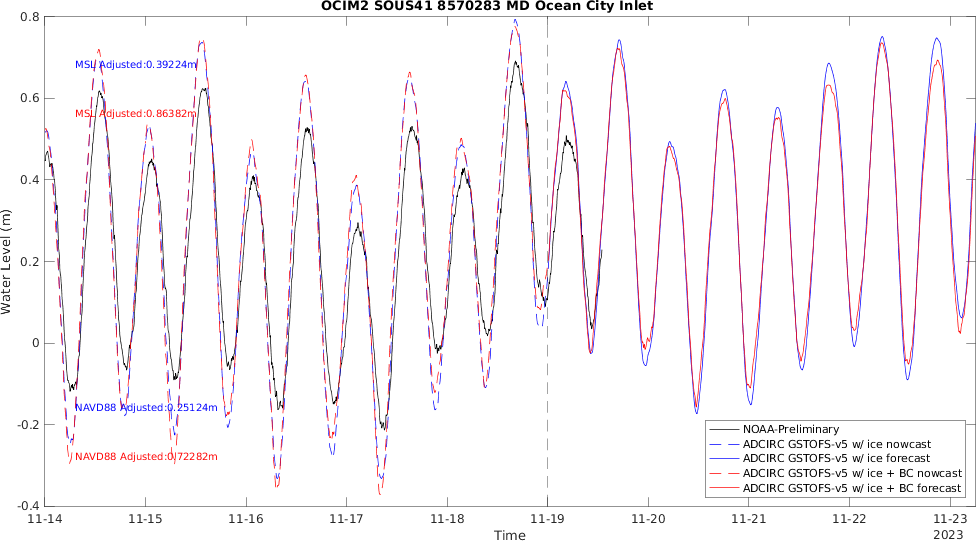 OCIM2 SOUS41 8570283 MD Ocean City Inlet
0.8
0.6
0.4
0.2
0
-0.2
-0.4
Water Level (m)
MSL Adjusted:0.39224m
MSL Adjusted:0.86382m
NAVD88 Adjusted:0.25124m
NAVD88 Adjusted:0.72282m
NOAA-Preliminary
ADCIRC GSTOFS-v5 w/ ice nowcast
ADCIRC GSTOFS-v5 w/ ice forecast
ADCIRC GSTOFS-v5 w/ ice + BC nowcast
ADCIRC GSTOFS-v5 w/ ice + BC forecast
11-14 11-15 11-16 11-17 11-18 11-19 11-20 11-21 11-22 11-23
2023
Time